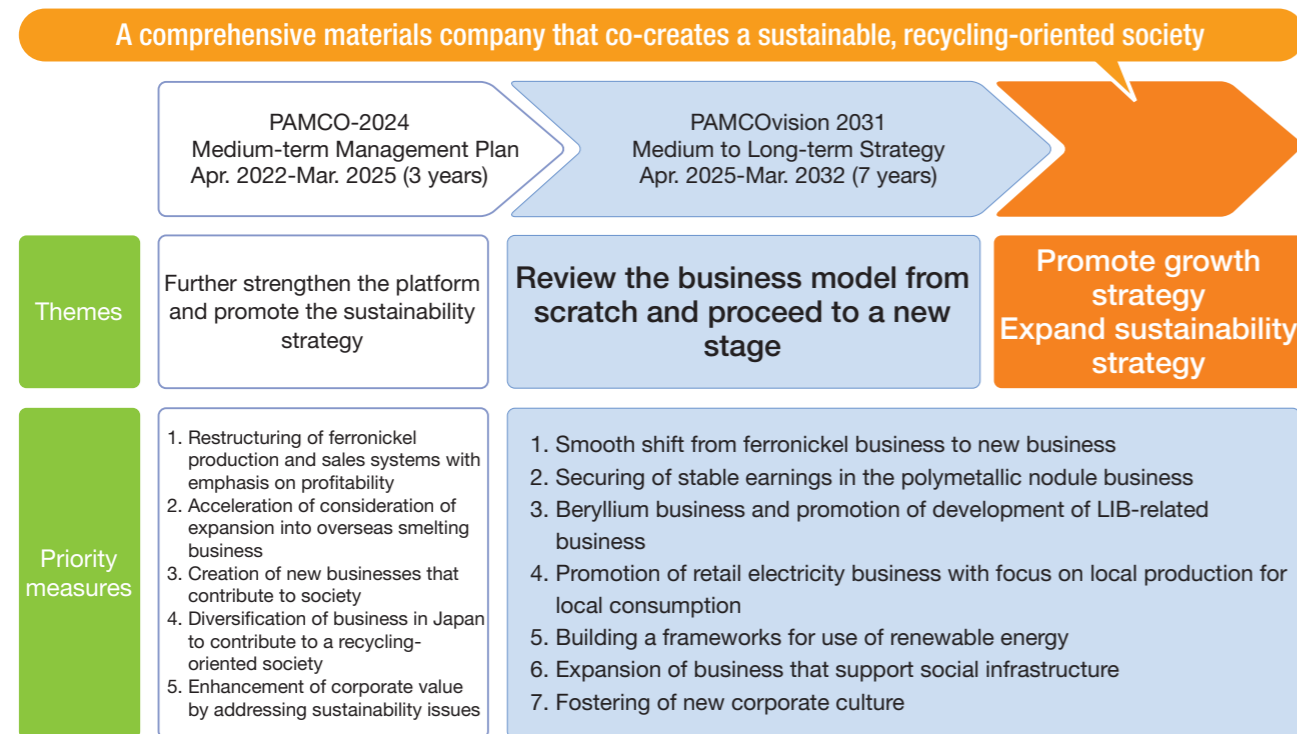 A comprehensive materials company that co-creates a sustainable, recycling-oriented society
PAMCO-2024
Medium-term Management Plan
Apr. 2022-Mar. 2025 (3 years)
PAMCOvision 2031
Medium to Long-term Strategy
Apr. 2025-Mar. 2032 (7 years)
Themes
Further strengthen the platform
and promote the sustainability
strategy
Review the business model from
scratch and proceed to a new
stage
Promote growth
strategy
Expand sustainability
strategy
Priority
measures
1. Restructuring of ferronickel
production and sales systems with
emphasis on profitability
2. Acceleration of consideration of
expansion into overseas smelting
business
3. Creation of new businesses that
contribute to society
4. Diversification of business in Japan
to contribute to a recycling-
oriented society
5. Enhancement of corporate value
by addressing sustainability issues
1. Smooth shift from ferronickel business to new business
2. Securing of stable earnings in the polymetallic nodule business
3. Beryllium business and promotion of development of LIB-related
business
4. Promotion of retail electricity business with focus on local production for
local consumption
5. Building a frameworks for use of renewable energy
6. Expansion of business that support social infrastructure
7. Fostering of new corporate culture